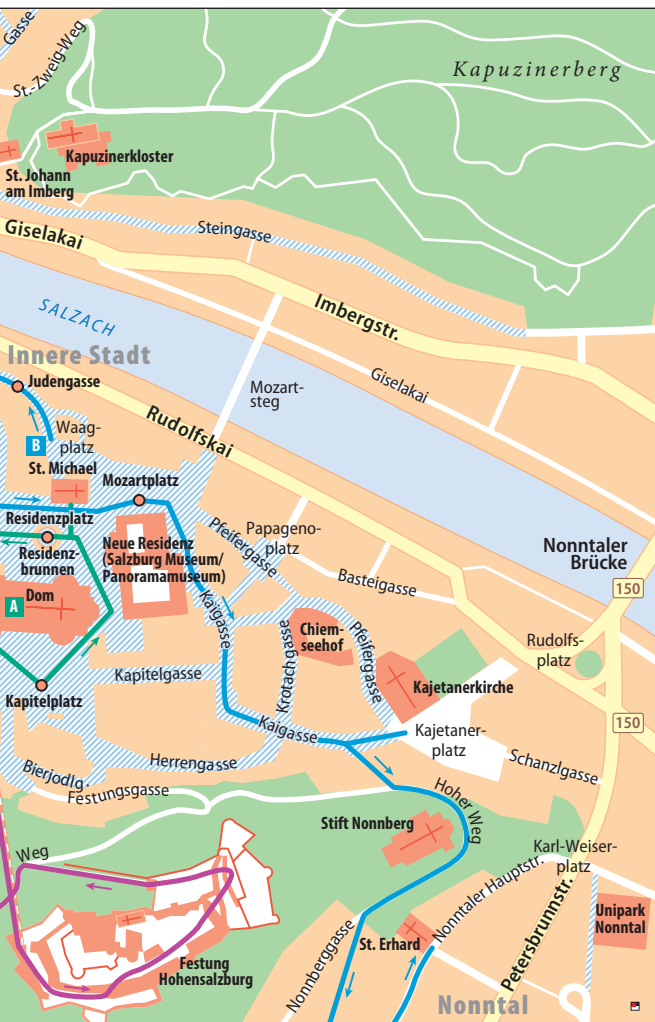 Gasse
St.-Zweig-Weg
Kapuzinerberg
Kapuzinerkloster
St. Johann
am Imberg
Steingasse
Giselakai
Imbergstr.
SALZACH
Innere Stadt
Judengasse
Giselakai
Mozart-
steg
Rudolfskai
Waag-
platz
B
St. Michael
Mozartplatz
Residenzplatz
Residenz-
brunnen
Neue Residenz
(Salzburg Museum/
Panoramamuseum)
Pfeifergasse
Papageno-
platz
Basteigasse
Nonntaler
Brücke
150
Dom
A
Kaigasse
Chiem-
seehof
Krotachgasse
Pfeifergasse
Rudolfs-
platz
Kapitelgasse
Kajetanerkirche
Kapitelplatz
150
Kaigasse
Kajetaner-
platz
Herrengasse
Schanzlgasse
Bierjodlg.
Festungsgasse
Hoher Weg
Stift Nonnberg
Weg
Karl-Weiser-
platz
Nonntaler Hauptstr.
Petersbrunnstr.
Unipark
Nonntal
Nonnberggasse
St. Erhard
Festung
Hohensalzburg
Nonntal